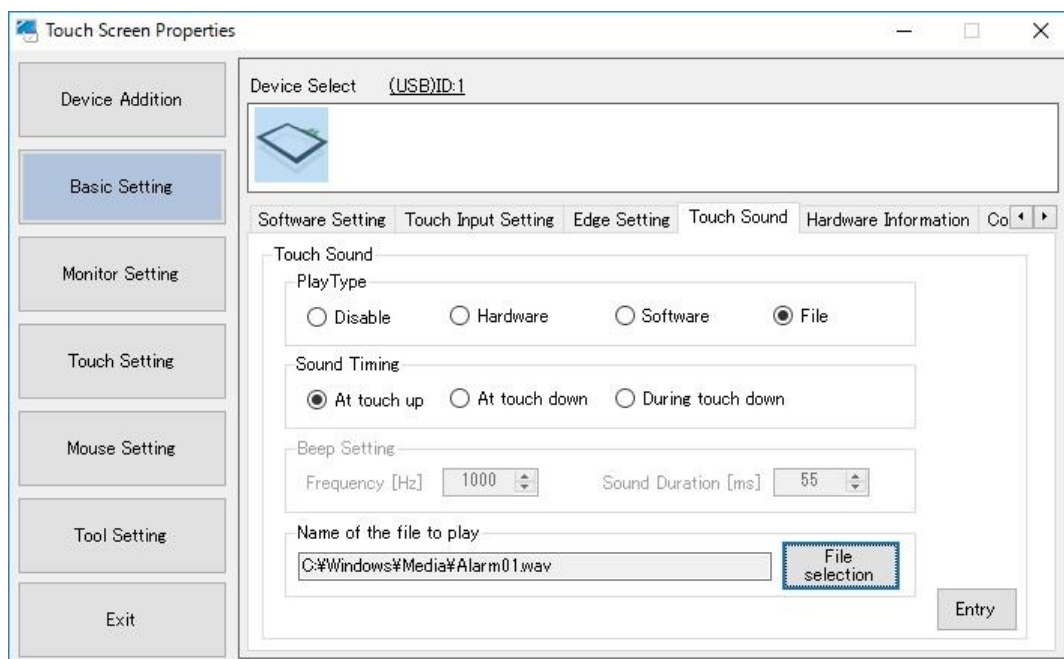 Touch Screen Properties
Device Addition
Basic Setting
Monitor Setting
Touch Setting
Mouse Setting
Tool Setting
Exit
Device Select (USB)ID:1
Software Setting Touch Input Setting Edge Setting Touch Sound Hardware Information Co
Touch Sound
PlayType
Disable Hardware Software File
Sound Timing
At touch up At touch down During touch down
Beep Setting
Frequency [Hz] 1000 Sound Duration [ms] 55
Name of the file to play
C:¥Windows¥Media¥Alarm01.wav
File
selection
Entry